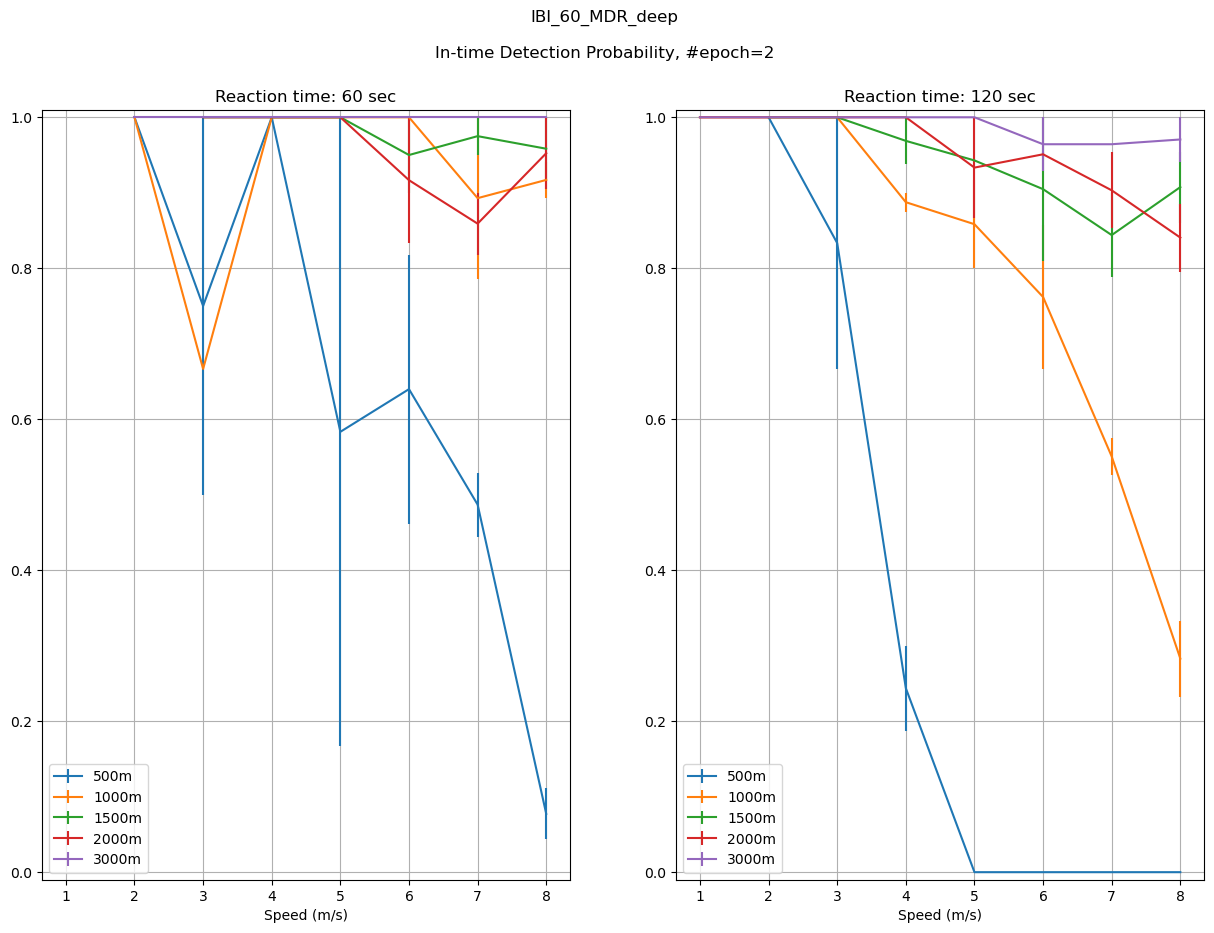 IBI_60_MDR_deep
In-time Detection Probability, #epoch=2
Reaction time: 60 sec
1.0
0.8
0.6
0.4
0.2
0.0
500m
1000m
1500m
2000m
3000m
1 2 3 4 5 6 7 8
Speed (m/s)
Reaction time: 120 sec
1.0
0.8
0.6
0.4
0.2
0.0
500m
1000m
1500m
2000m
3000m
1 2 3 4 5 6 7 8
Speed (m/s)